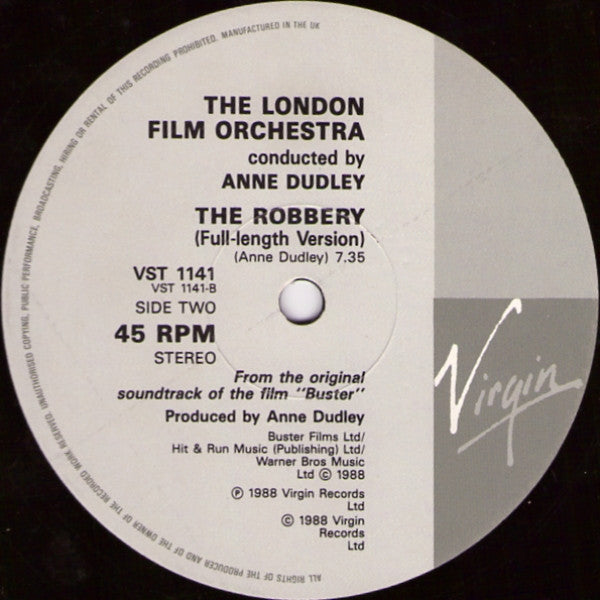 THE LONDON
FILM ORCHESTRA
conducted by
ANNE DUDLEY
THE ROBBERY
(Full-length Version)
(Anne Dudley) 7.35
VST 1141
VST 1141-B
SIDE TWO
45 RPM
STEREO
From the original
soundtrack of the film "Buster"
Produced by Anne Dudley
Buster Films Ltd/
Hit & Run Music (Publishing) Ltd/
Warner Bros Music
Ltd © 1988
℗ 1988 Virgin Records
Ltd
© 1988 Virgin
Records
Ltd
Virgin
ALL RIGHTS OF THE PRODUCER AND OF THE OWNER OF THE RECORDED WORK RESERVED. UNAUTHORISED COPYING, PUBLIC PERFORMANCE, BROADCASTING, HIRING OR RENTAL OF THIS RECORDING PROHIBITED. MANUFACTURED IN THE UK